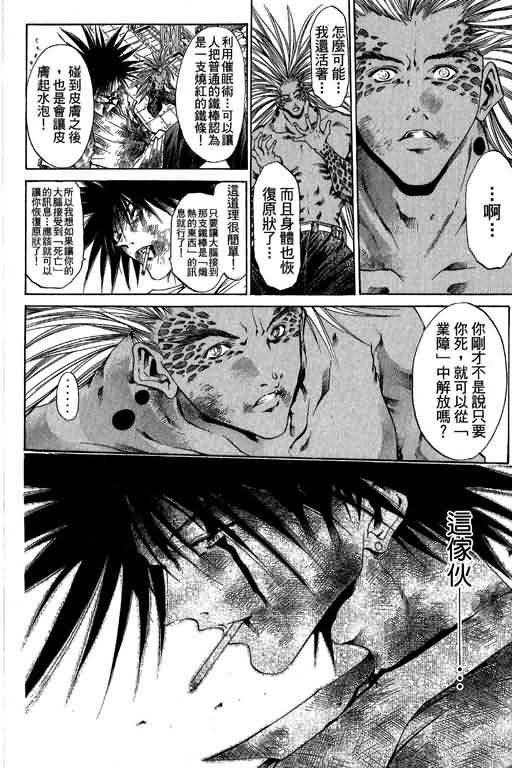 …啊…
怎麼可能
…我還活
著…
而且身體也恢
復原狀了…
利用催眠術…可以讓
人把普通的鐵棒認為
是一支燒紅的鐵條！
碰到皮膚之後
，也是會讓皮
膚起水泡！
這道理很簡單！
只要讓大腦接到
那支鐵棒是「熾
熱的東西」的訊
息就行了！
所以我想如果讓你的
大腦接受到「死亡」
的訊息…應該就可以
讓你恢復原狀了！
你剛才不是說只要
你死，就可以從「
業障」中解放嗎？
……
這傢伙——…